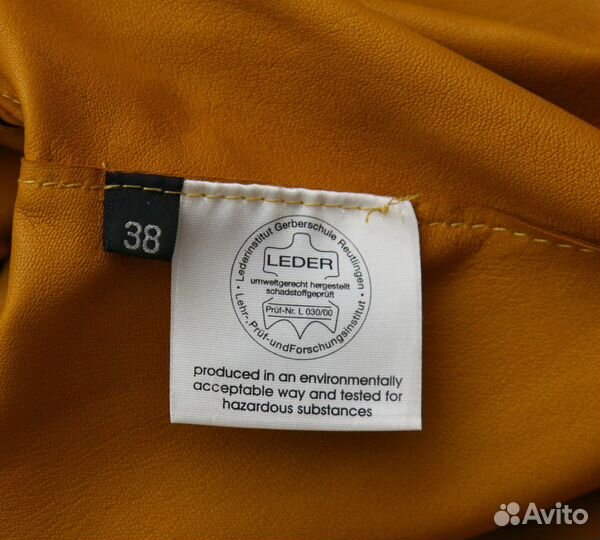 38
• Lederinstitut Gerberschule Reutlingen •
LEDER
umweltgerecht hergestellt
schadstoffgeprüft
Prüf-Nr. L 030/00
Lehr-, Prüf-und Forschungsinstitut
produced in an environmentally
acceptable way and tested for
hazardous substances
Avito